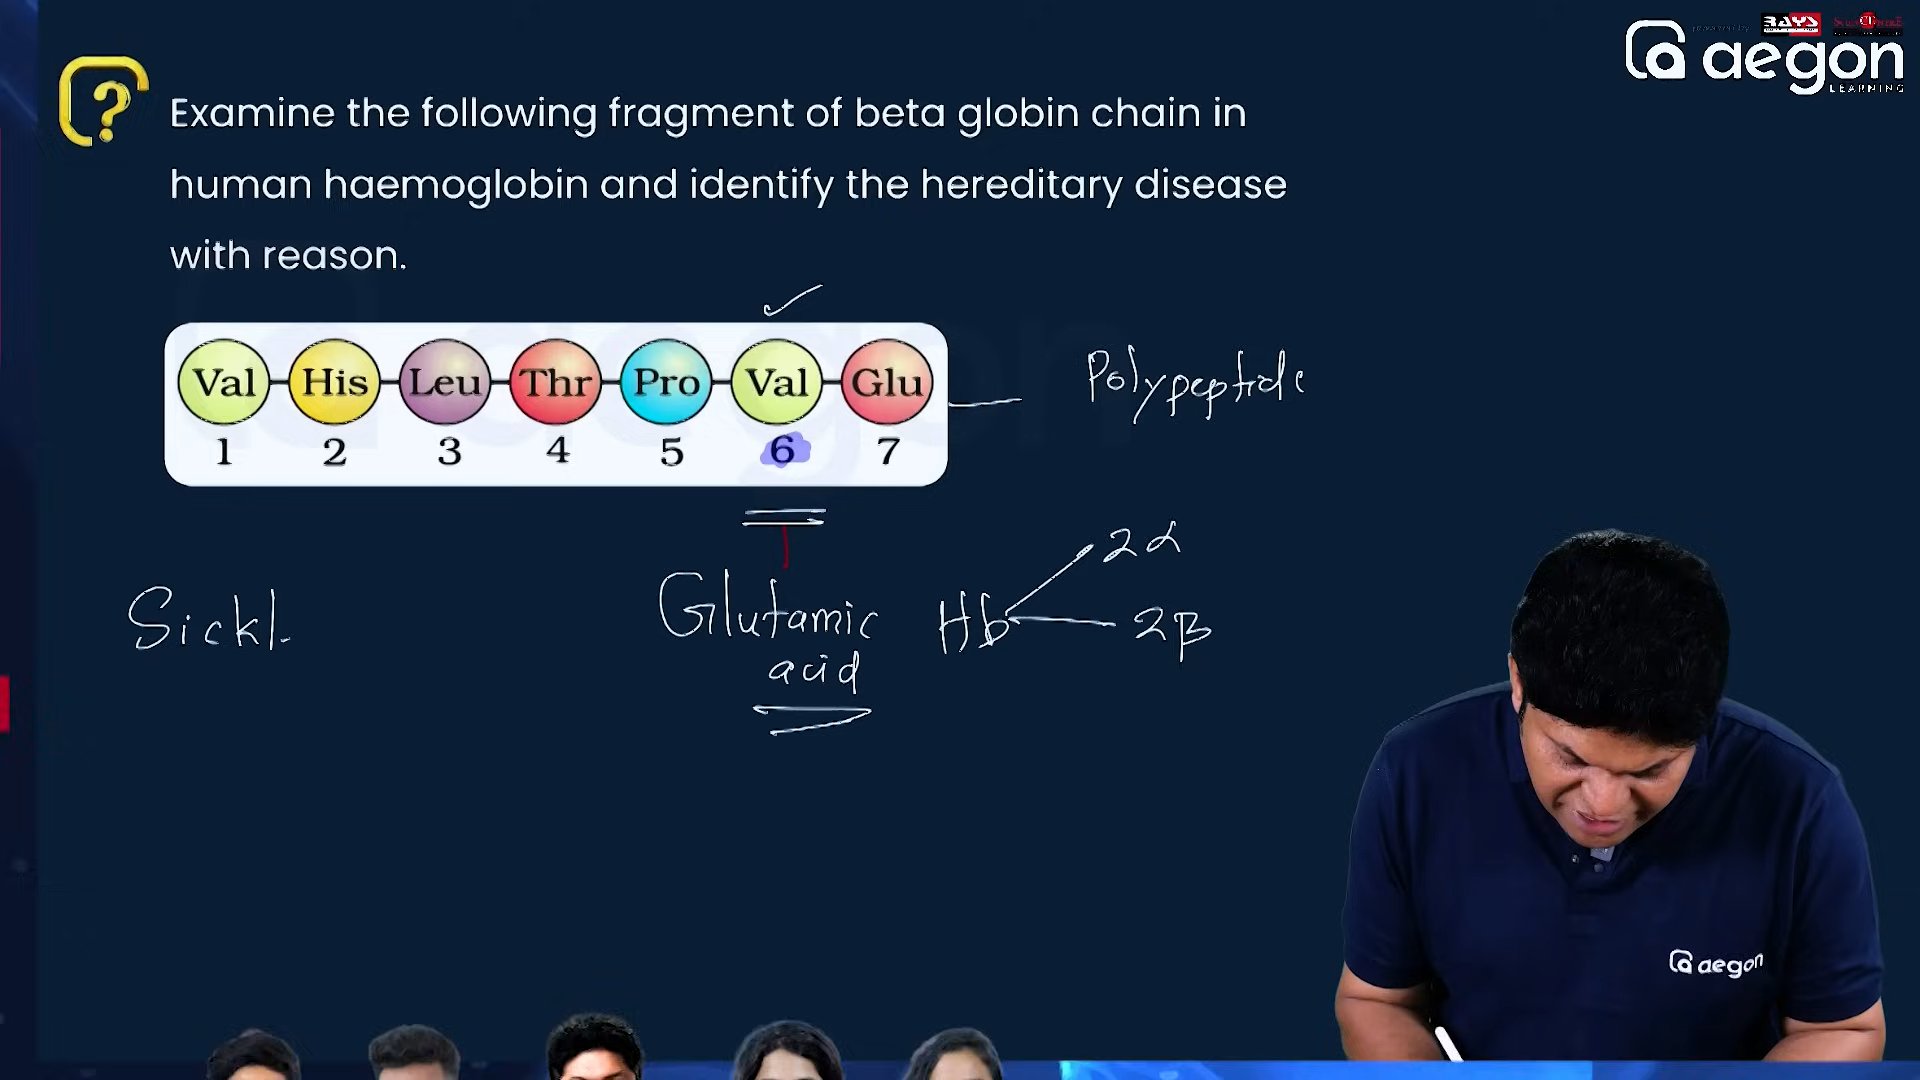 RAYS
aegon
LEARNING
?
Examine the following fragment of beta globin chain in
human haemoglobin and identify the hereditary disease
with reason.
Val His Leu Thr Pro Val Glu
1 2 3 4 5 6 7
Polypeptide
Sickl
Glutamic
acid
Hb
2α
2β
aegon